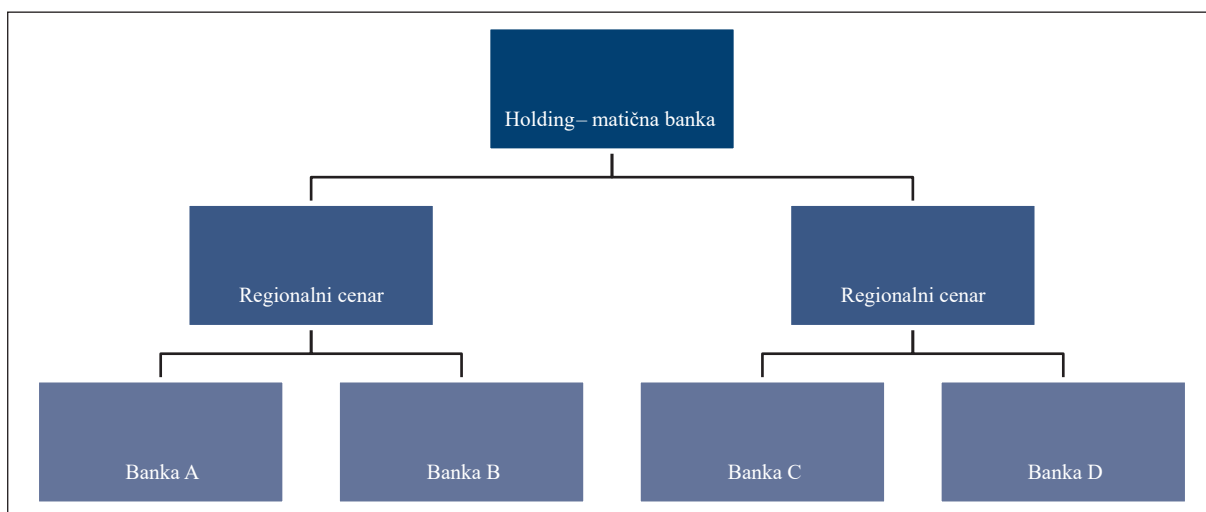 Holding– matična banka
Regionalni cenar
Regionalni cenar
Banka A
Banka B
Banka C
Banka D